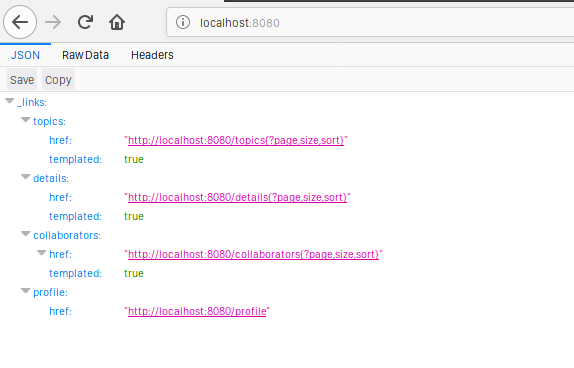 localhost:8080
JSON Raw Data Headers
Save Copy
_links:
topics:
href: "http://localhost:8080/topics{?page,size,sort}"
templated: true
details:
href: "http://localhost:8080/details{?page,size,sort}"
templated: true
collaborators:
href: "http://localhost:8080/collaborators{?page,size,sort}"
templated: true
profile:
href: "http://localhost:8080/profile"